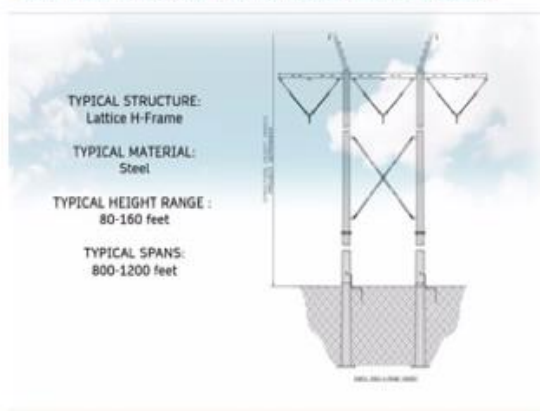 TYPICAL STRUCTURE:
Lattice H-Frame
TYPICAL MATERIAL:
Steel
TYPICAL HEIGHT RANGE :
80-160 feet
TYPICAL SPANS:
800-1200 feet